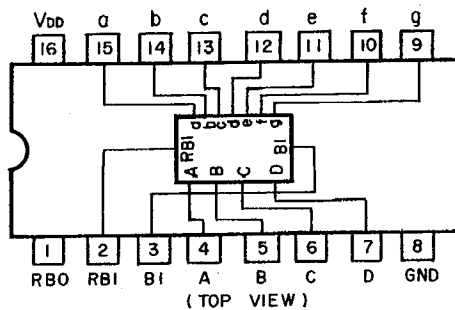 VDD a b c d e f g
16 15 14 13 12 11 10 9
a b c d e f g
RBI BI
A B C D
1 2 3 4 5 6 7 8
RBO RBI BI A B C D GND
(TOP VIEW)